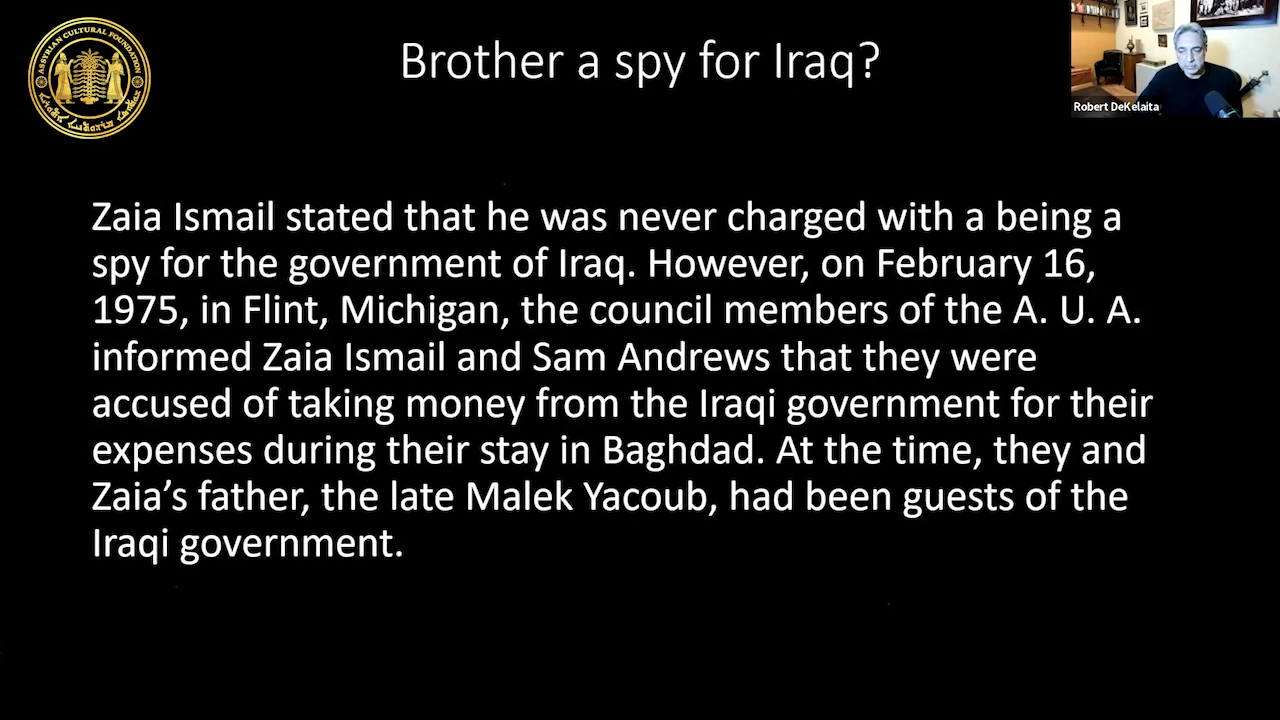 ASSYRIAN CULTURAL FOUNDATION
Brother a spy for Iraq?
Robert DeKelaita
Zaia Ismail stated that he was never charged with a being a
spy for the government of Iraq. However, on February 16,
1975, in Flint, Michigan, the council members of the A. U. A.
informed Zaia Ismail and Sam Andrews that they were
accused of taking money from the Iraqi government for their
expenses during their stay in Baghdad. At the time, they and
Zaia’s father, the late Malek Yacoub, had been guests of the
Iraqi government.